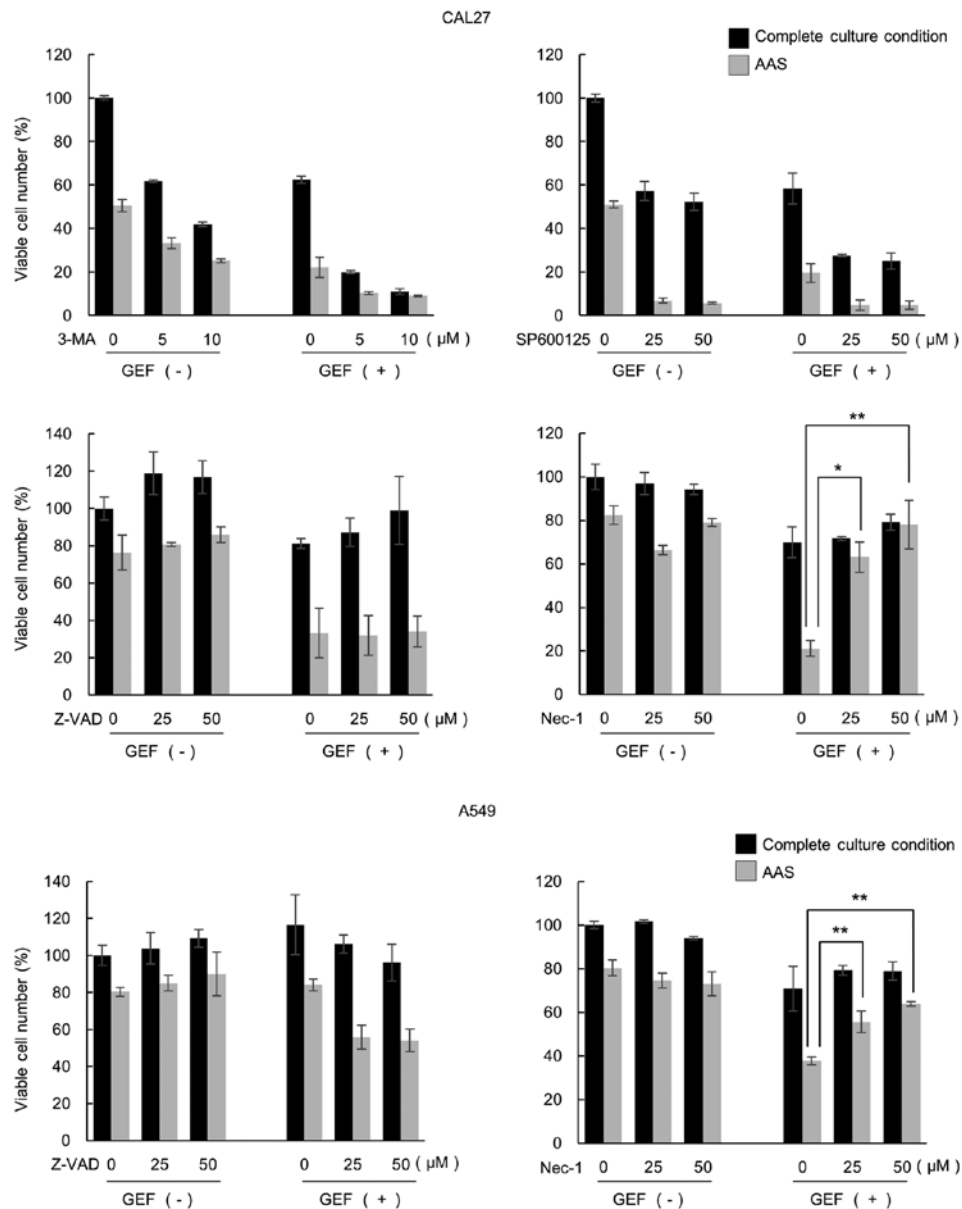 CAL27
Complete culture condition
AAS
Viable cell number (%)
120
100
80
60
40
20
0
3-MA 0 5 10 0 5 10 ( μM )
GEF ( - ) GEF ( + )
120
100
80
60
40
20
0
SP600125 0 25 50 0 25 50 ( μM )
GEF ( - ) GEF ( + )
Viable cell number (%)
140
120
100
80
60
40
20
0
Z-VAD 0 25 50 0 25 50 ( μM )
GEF ( - ) GEF ( + )
120
100
80
60
40
20
0
**
*
Nec-1 0 25 50 0 25 50 ( μM )
GEF ( - ) GEF ( + )
A549
Complete culture condition
AAS
Viable cell number (%)
140
120
100
80
60
40
20
0
Z-VAD 0 25 50 0 25 50 ( μM )
GEF ( - ) GEF ( + )
120
100
80
60
40
20
0
**
**
Nec-1 0 25 50 0 25 50 ( μM )
GEF ( - ) GEF ( + )